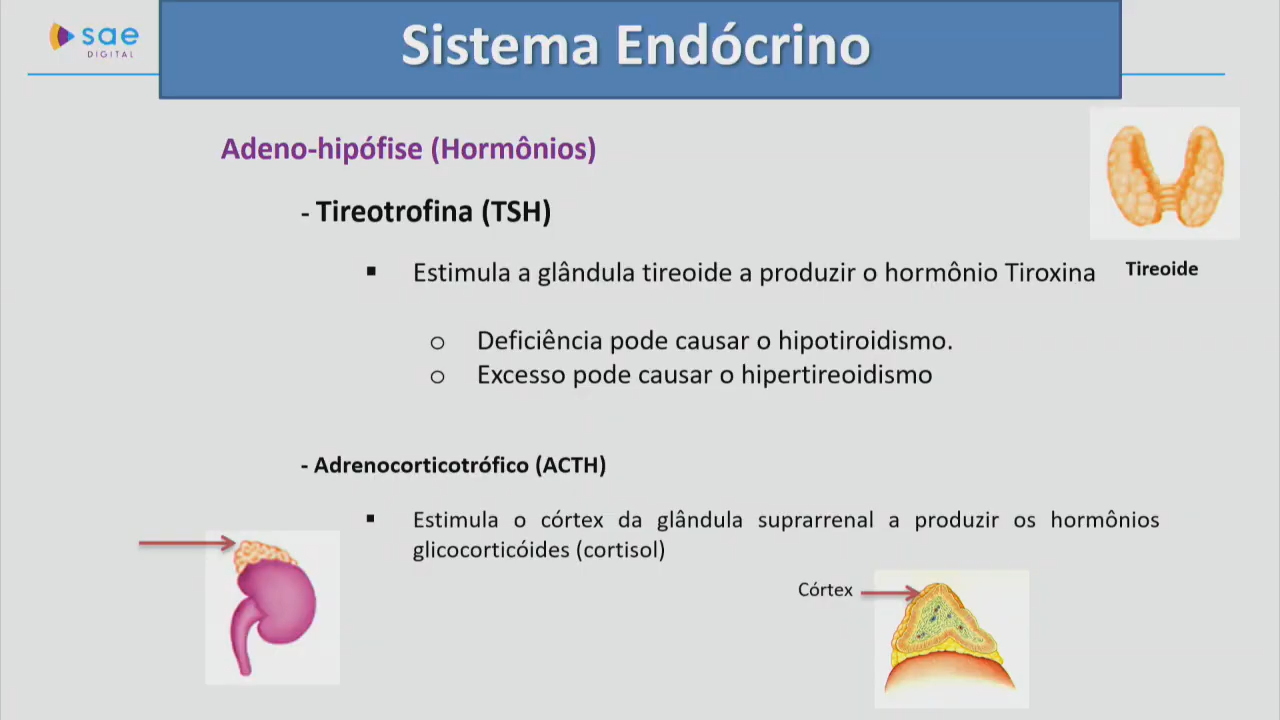 sae
DIGITAL
Sistema Endócrino
Adeno-hipófise (Hormônios)
- Tireotrofina (TSH)
▪ Estimula a glândula tireoide a produzir o hormônio Tiroxina
Tireoide
o Deficiência pode causar o hipotiroidismo.
o Excesso pode causar o hipertireoidismo
- Adrenocorticotrófico (ACTH)
▪ Estimula o córtex da glândula suprarrenal a produzir os hormônios
glicocorticóides (cortisol)
Córtex